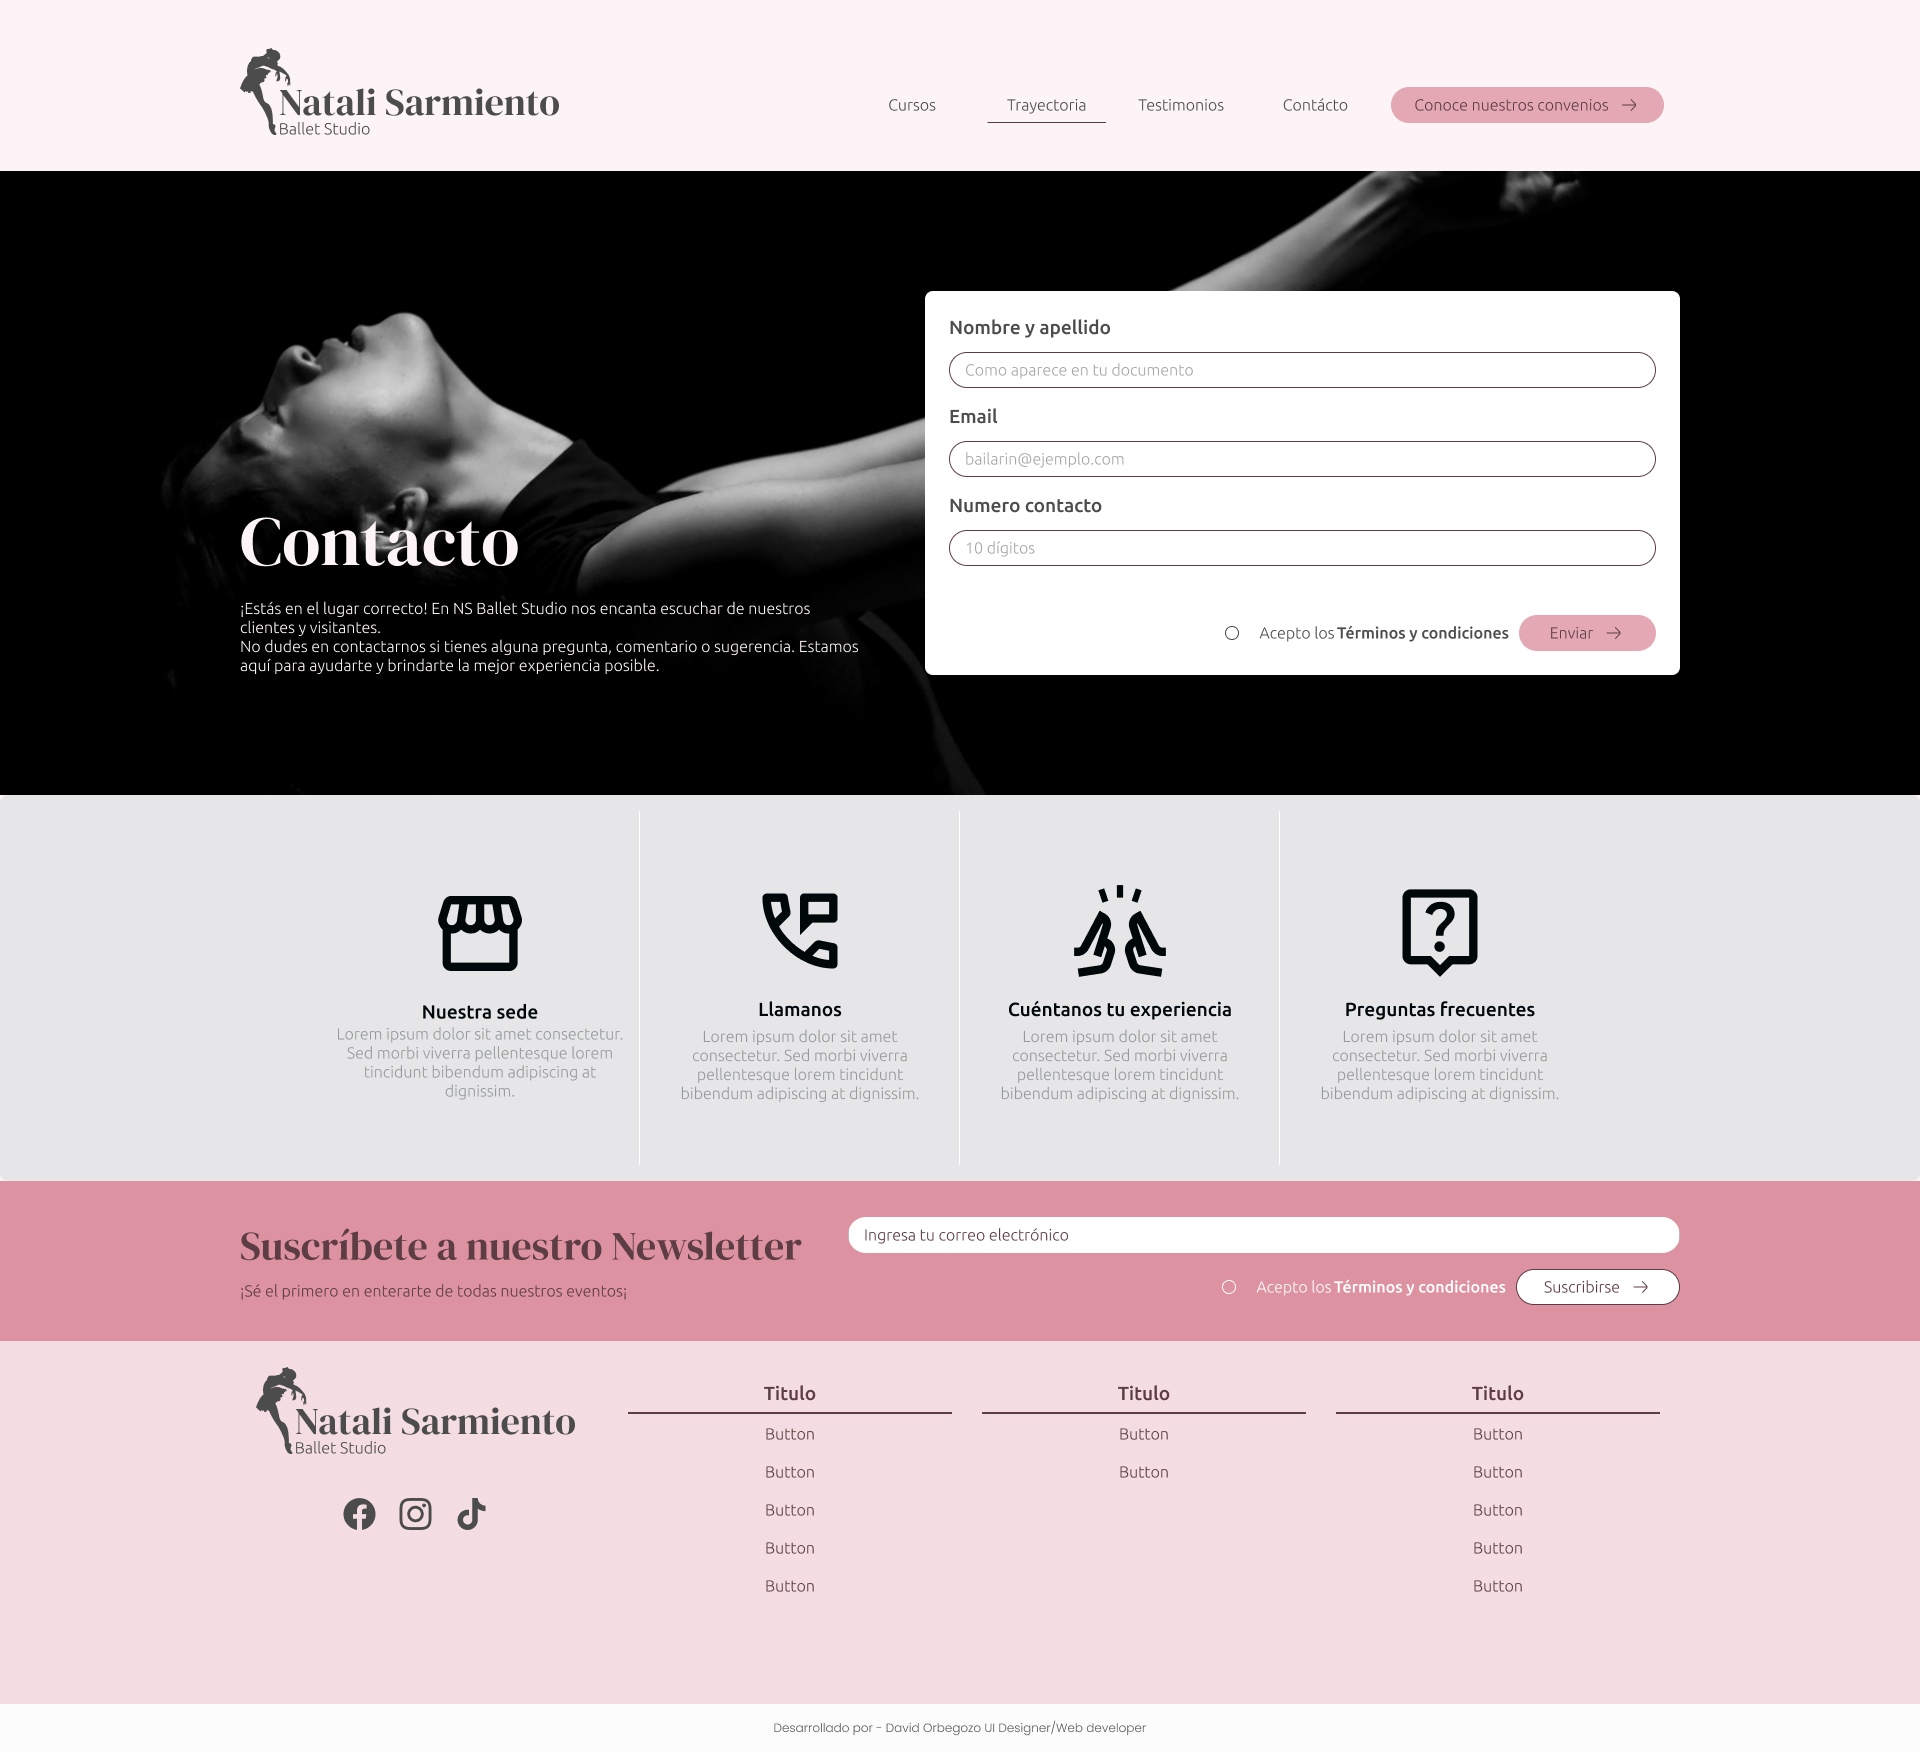 Natali Sarmiento
Ballet Studio
Cursos
Trayectoria
Testimonios
Contácto
Conoce nuestros convenios
Contacto
¡Estás en el lugar correcto! En NS Ballet Studio nos encanta escuchar de nuestros
clientes y visitantes.
No dudes en contactarnos si tienes alguna pregunta, comentario o sugerencia. Estamos
aquí para ayudarte y brindarte la mejor experiencia posible.
Nombre y apellido
Como aparece en tu documento
Email
bailarin@ejemplo.com
Numero contacto
10 dígitos
Acepto los Términos y condiciones
Enviar
Nuestra sede
Lorem ipsum dolor sit amet consectetur.
Sed morbi viverra pellentesque lorem
tincidunt bibendum adipiscing at
dignissim.
Llamanos
Lorem ipsum dolor sit amet
consectetur. Sed morbi viverra
pellentesque lorem tincidunt
bibendum adipiscing at dignissim.
Cuéntanos tu experiencia
Lorem ipsum dolor sit amet
consectetur. Sed morbi viverra
pellentesque lorem tincidunt
bibendum adipiscing at dignissim.
Preguntas frecuentes
Lorem ipsum dolor sit amet
consectetur. Sed morbi viverra
pellentesque lorem tincidunt
bibendum adipiscing at dignissim.
Suscríbete a nuestro Newsletter
¡Sé el primero en enterarte de todas nuestros eventos¡
Ingresa tu correo electrónico
Acepto los Términos y condiciones
Suscribirse
Natali Sarmiento
Ballet Studio
Titulo
Button
Button
Button
Button
Button
Titulo
Button
Button
Titulo
Button
Button
Button
Button
Button
Desarrollado por - David Orbegozo UI Designer/Web developer